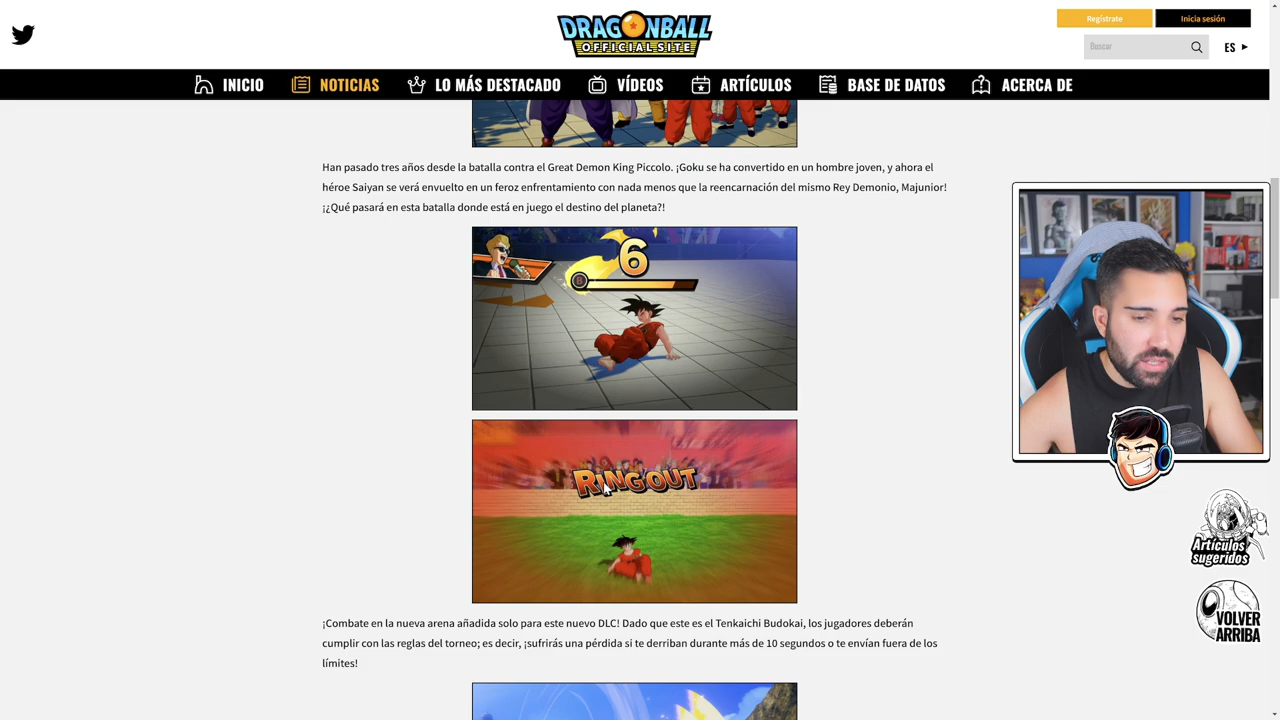 DRAGONBALL
OFFICIAL SITE
Regístrate
Inicia sesión
Buscar
ES
INICIO
NOTICIAS
LO MÁS DESTACADO
VÍDEOS
ARTÍCULOS
BASE DE DATOS
ACERCA DE
Han pasado tres años desde la batalla contra el Great Demon King Piccolo. ¡Goku se ha convertido en un hombre joven, y ahora el
héroe Saiyan se verá envuelto en un feroz enfrentamiento con nada menos que la reencarnación del mismo Rey Demonio, Majunior!
¡¿Qué pasará en esta batalla donde está en juego el destino del planeta?!
6
B
RING OUT
¡Combate en la nueva arena añadida solo para este nuevo DLC! Dado que este es el Tenkaichi Budokai, los jugadores deberán
cumplir con las reglas del torneo; es decir, ¡sufrirás una pérdida si te derriban durante más de 10 segundos o te envían fuera de los
límites!
Artículos
sugeridos
VOLVER
ARRIBA